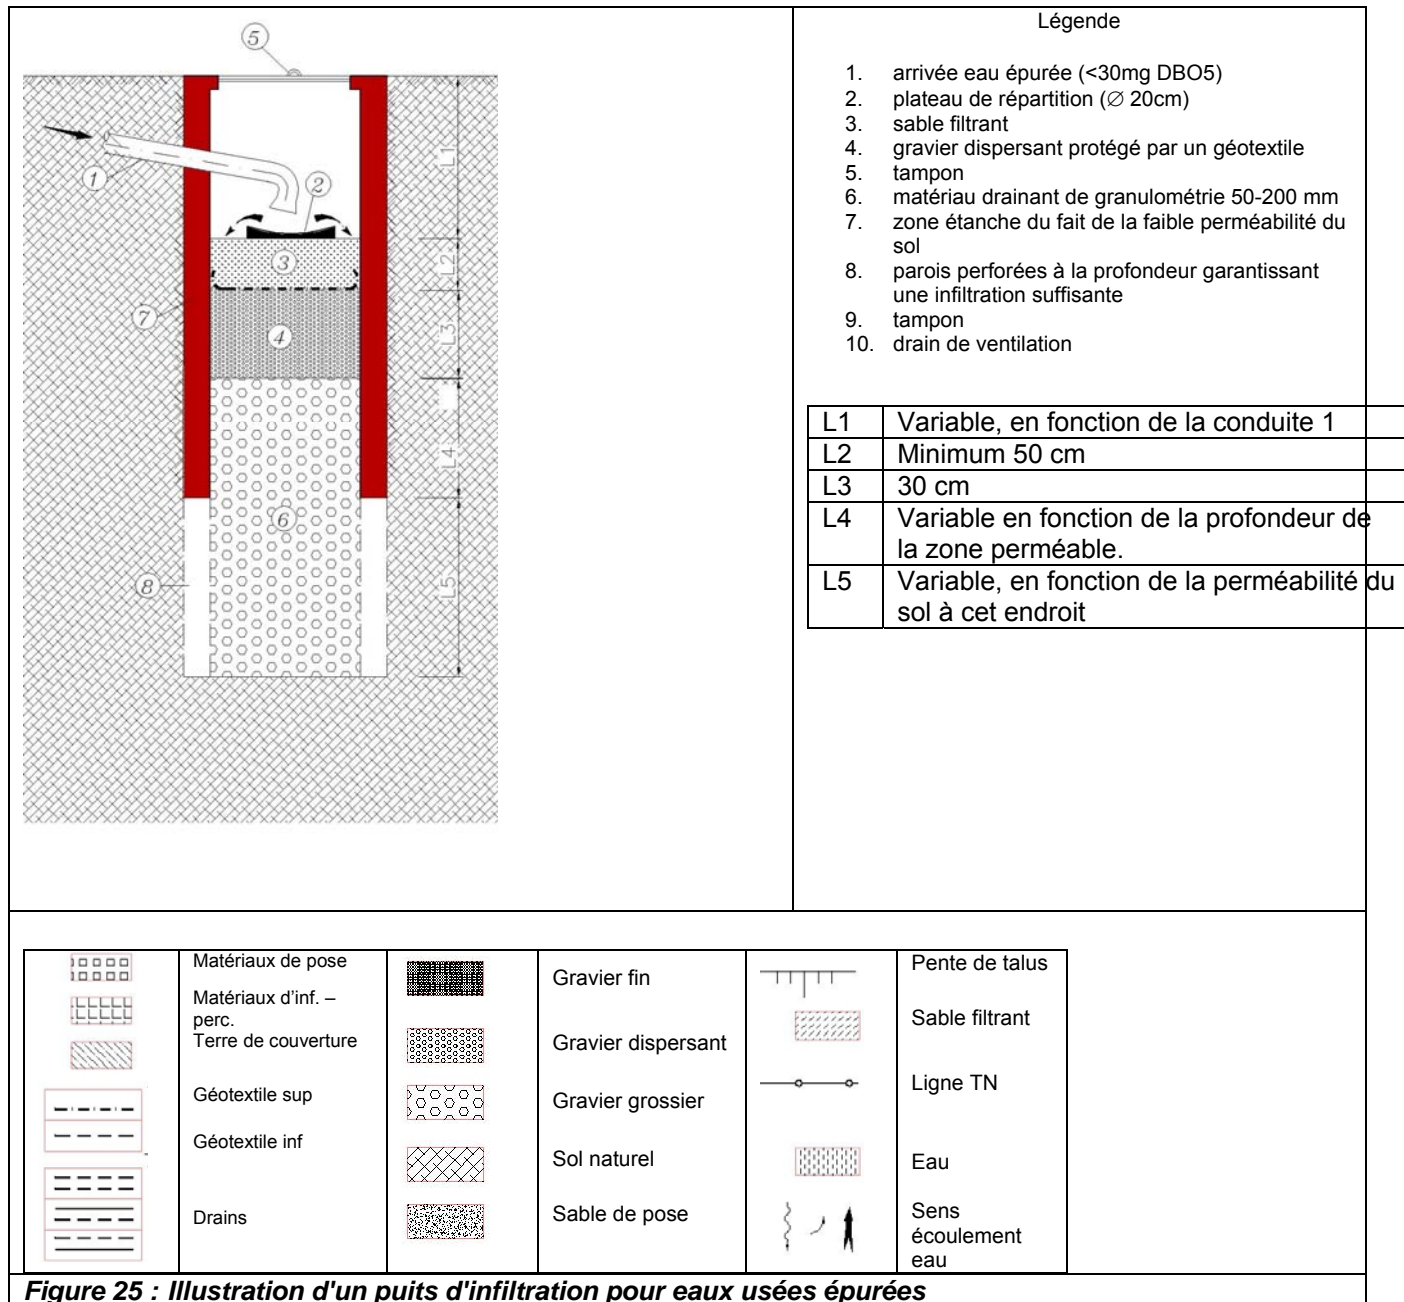 Légende
1. arrivée eau épurée (<30mg DBO5)
2. plateau de répartition (∅ 20cm)
3. sable filtrant
4. gravier dispersant protégé par un géotextile
5. tampon
6. matériau drainant de granulométrie 50-200 mm
7. zone étanche du fait de la faible perméabilité du
sol
8. parois perforées à la profondeur garantissant
une infiltration suffisante
9. tampon
10. drain de ventilation
5
1
2
3
7
4
6
8
L1
L2
L3
L4
L5
L1 Variable, en fonction de la conduite 1
L2 Minimum 50 cm
L3 30 cm
L4 Variable en fonction de la profondeur de
la zone perméable.
L5 Variable, en fonction de la perméabilité du
sol à cet endroit
Matériaux de pose
Matériaux d'inf. –
perc.
Terre de couverture
Géotextile sup
Géotextile inf
Drains
Gravier fin
Gravier dispersant
Gravier grossier
Sol naturel
Sable de pose
Pente de talus
Sable filtrant
Ligne TN
Eau
Sens
écoulement
eau
Figure 25 : Illustration d'un puits d'infiltration pour eaux usées épurées